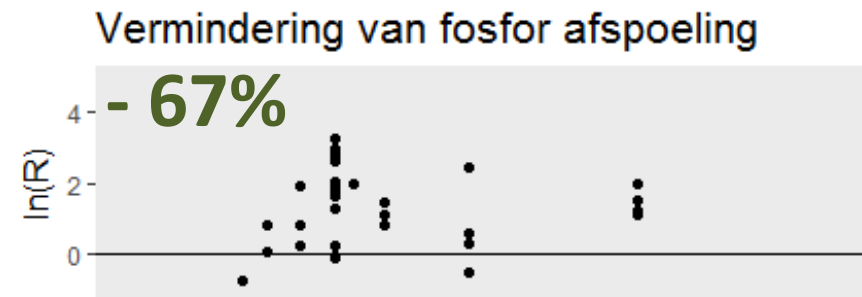 Vermindering van fosfor afspoeling
- 67%
4
ln(R)
2
0